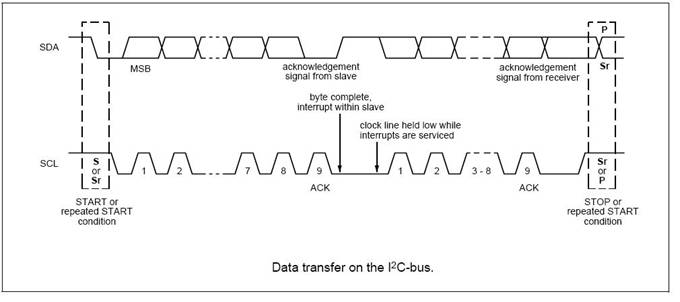 P
SDA
MSB
acknowledgement
signal from slave
acknowledgement
signal from receiver
Sr
byte complete,
interrupt within slave
clock line held low while
interrupts are serviced
SCL
S
or
Sr
1
2
7
8
9
1
2
3 - 8
9
Sr
or
P
ACK
ACK
START or
repeated START
condition
STOP or
repeated START
condition
Data transfer on the I²C-bus.